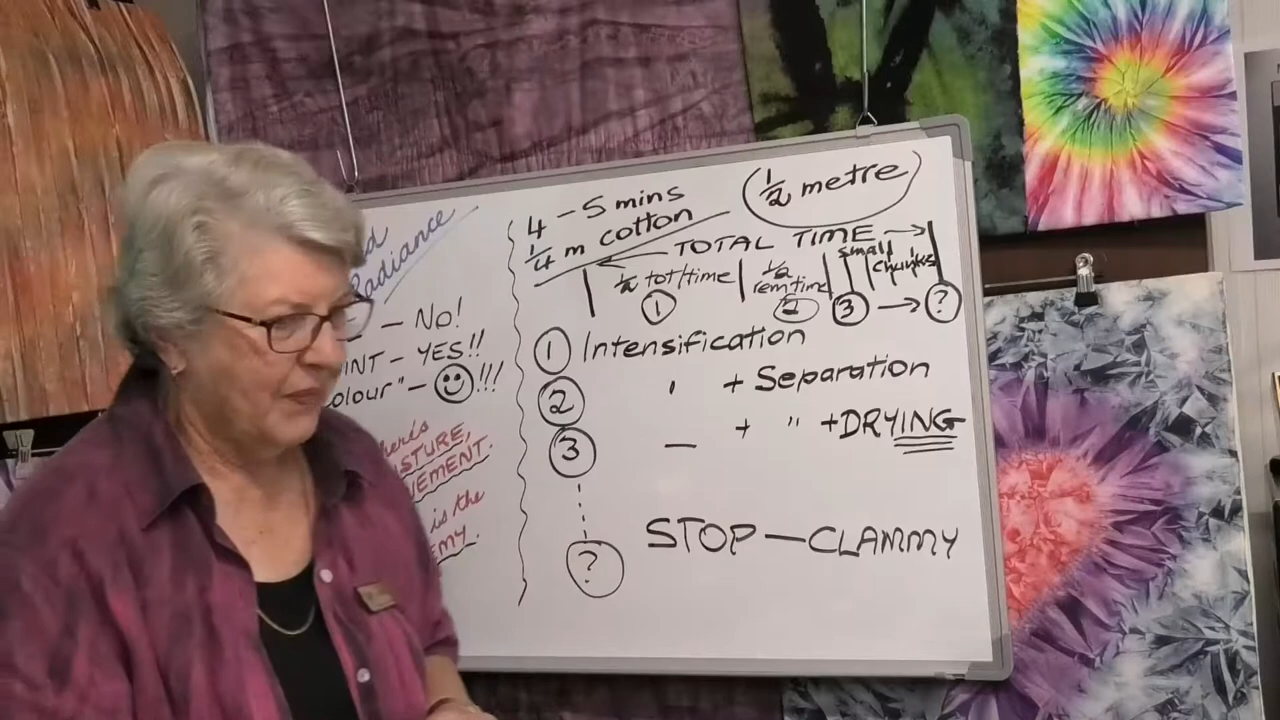 Radiance
– No!
INT – YES!!
olour" – !!!
here's
STURE,
VEMENT.
is the
EMY.
4 – 5 mins
1/4 m cotton
1/2 metre
TOTAL TIME
1/2 tot/time
1/2 rem time
small chunks
1 2 3 → ?
1 Intensification
2 " + Separation
3 — + " + DRYING
?
STOP – CLAMMY